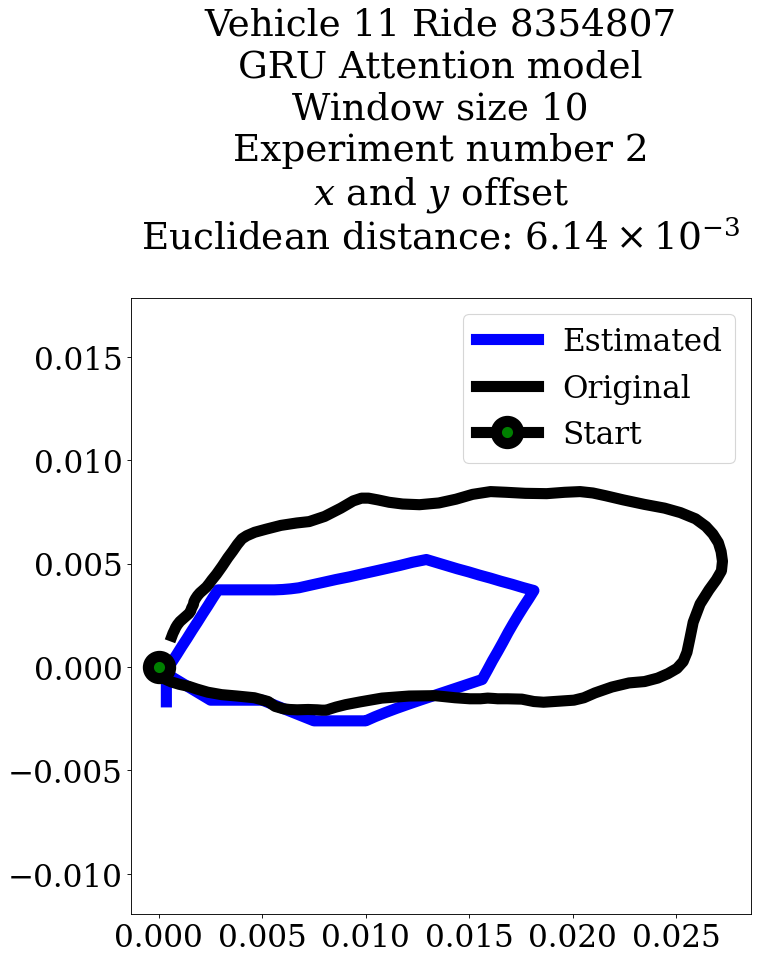 Vehicle 11 Ride 8354807
GRU Attention model
Window size 10
Experiment number 2
x and y offset
Euclidean distance: 6.14 × 10⁻³
Estimated
Original
Start
0.015
0.010
0.005
0.000
−0.005
−0.010
0.000 0.005 0.010 0.015 0.020 0.025